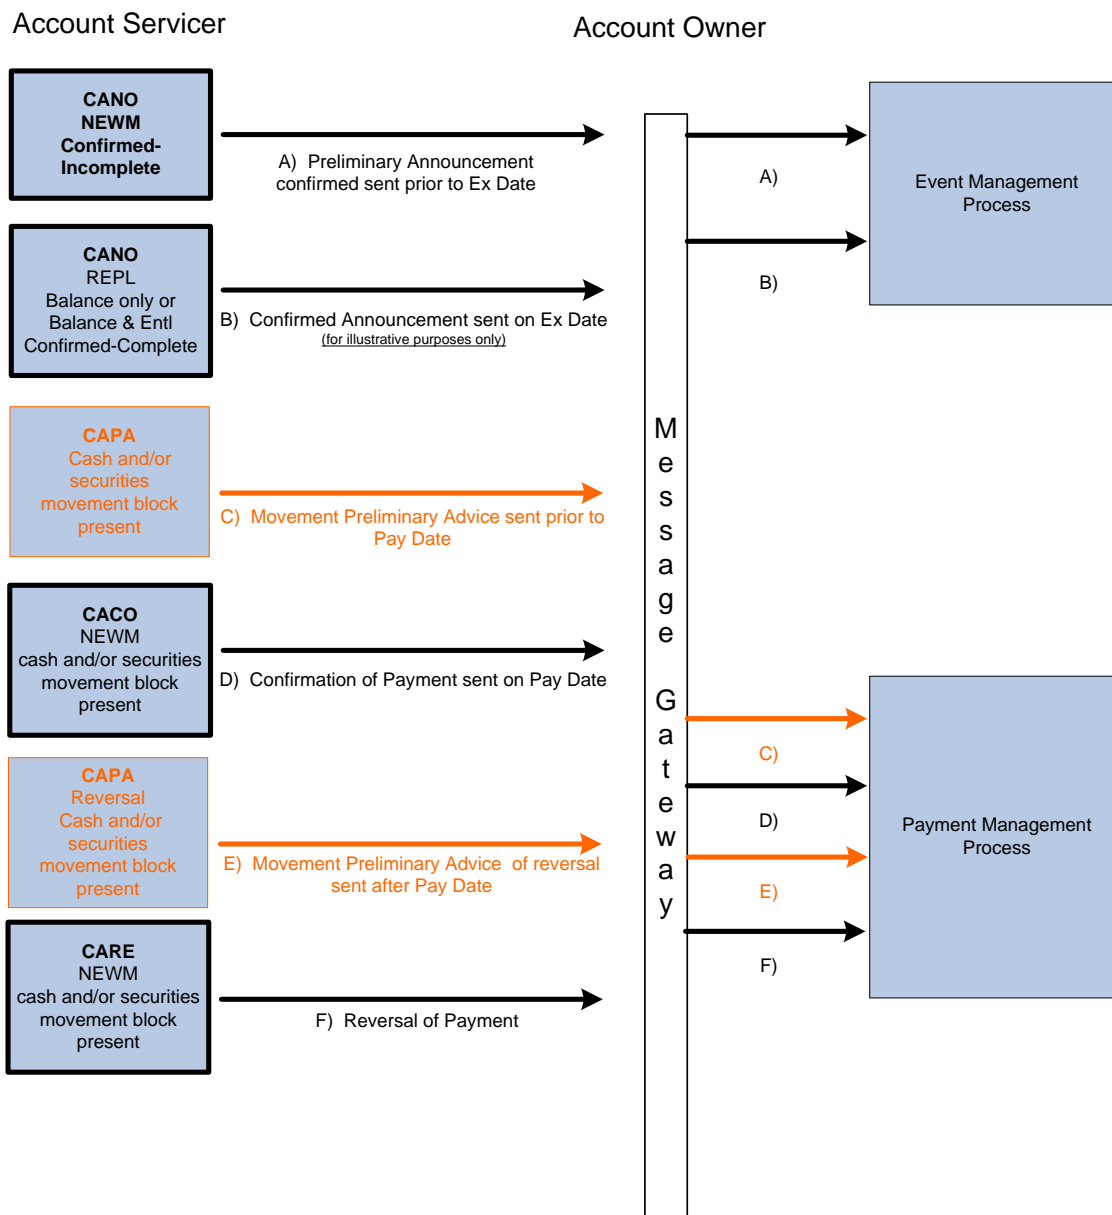 Account Servicer
Account Owner
CANO
NEWM
Confirmed-
Incomplete
A) Preliminary Announcement
confirmed sent prior to Ex Date
A)
Event Management
Process
CANO
REPL
Balance only or
Balance & Entl
Confirmed-Complete
B) Confirmed Announcement sent on Ex Date
(for illustrative purposes only)
B)
CAPA
Cash and/or
securities
movement block
present
C) Movement Preliminary Advice sent prior to
Pay Date
Message Gateway
CACO
NEWM
cash and/or securities
movement block
present
D) Confirmation of Payment sent on Pay Date
C)
D)
E)
F)
Payment Management
Process
CAPA
Reversal
Cash and/or
securities
movement block
present
E) Movement Preliminary Advice of reversal
sent after Pay Date
CARE
NEWM
cash and/or securities
movement block
present
F) Reversal of Payment